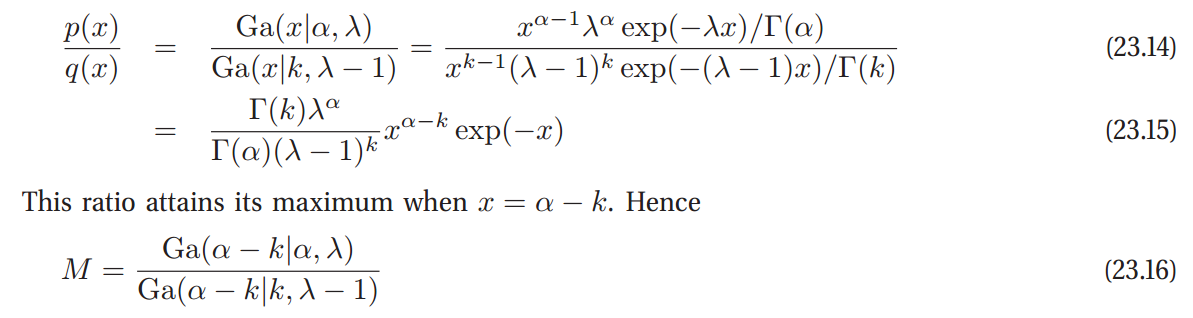 p(x)/q(x) = Ga(x|α, λ)/Ga(x|k, λ − 1) = x^{α−1}λ^α exp(−λx)/Γ(α) / x^{k−1}(λ − 1)^k exp(−(λ − 1)x)/Γ(k) (23.14)
= Γ(k)λ^α/Γ(α)(λ − 1)^k x^{α−k} exp(−x) (23.15)
This ratio attains its maximum when x = α − k. Hence
M = Ga(α − k|α, λ)/Ga(α − k|k, λ − 1) (23.16)